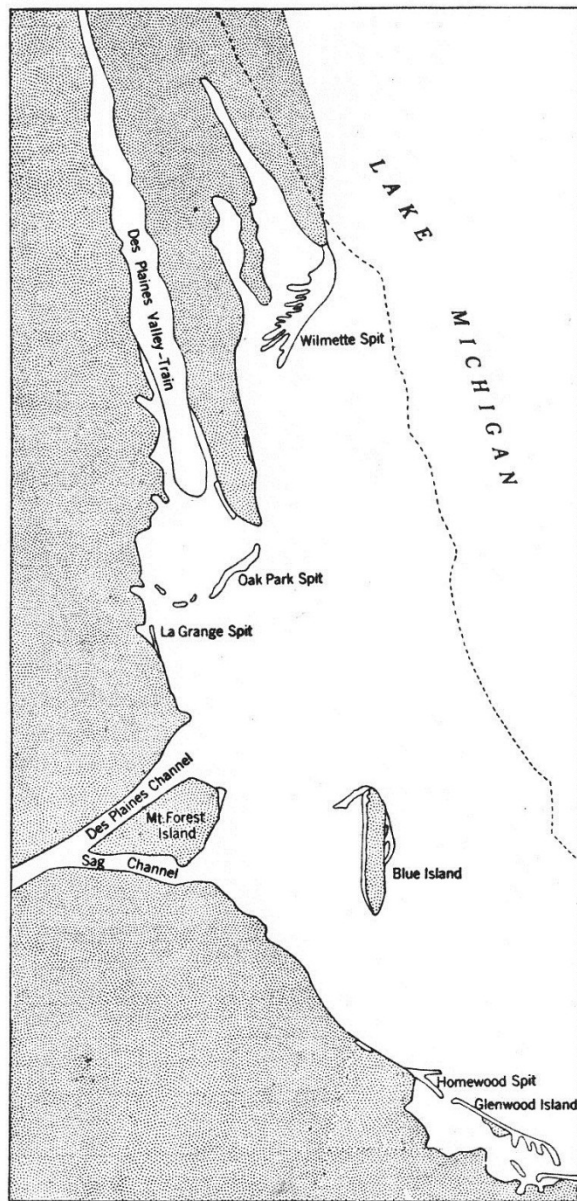 LAKE
MICHIGAN
Des Plaines Valley-Train
Wilmette Spit
Oak Park Spit
La Grange Spit
Des Plaines Channel
Mt. Forest
Island
Sag Channel
Blue Island
Homewood Spit
Glenwood Island